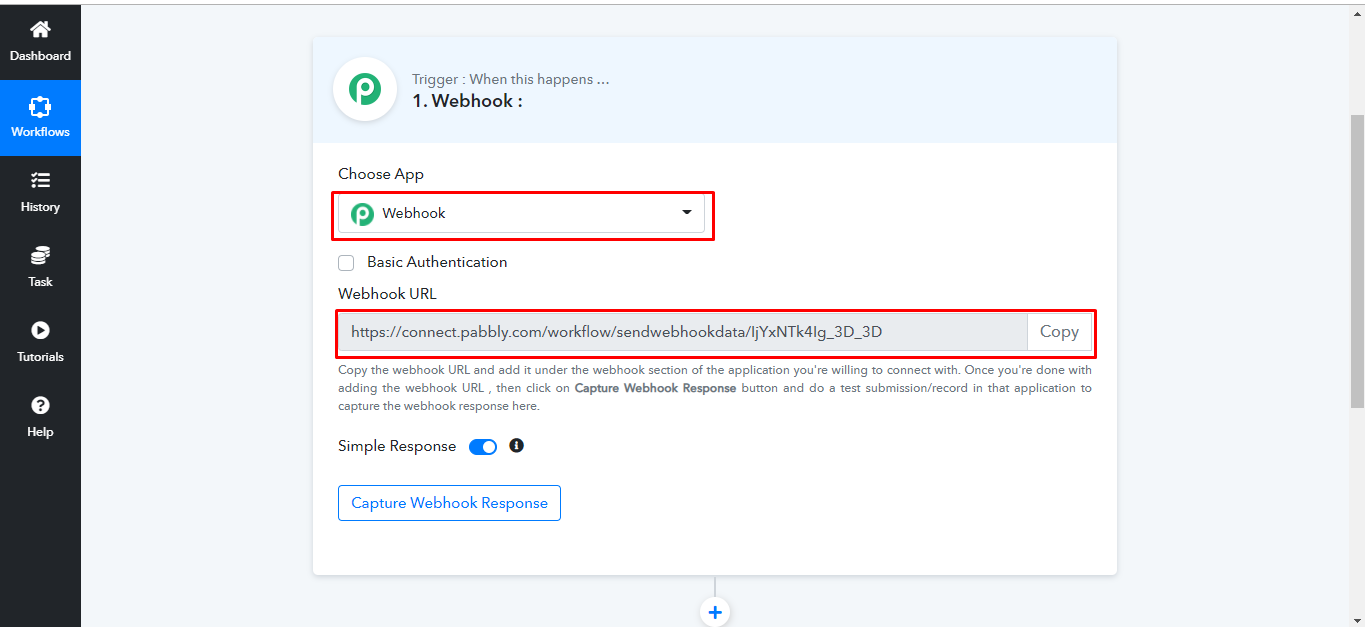 Dashboard
Workflows
History
Task
Tutorials
Help
Trigger : When this happens ...
1. Webhook :
Choose App
Webhook
Basic Authentication
Webhook URL
https://connect.pabbly.com/workflow/sendwebhookdata/IjYxNTk4Ig_3D_3D
Copy
Copy the webhook URL and add it under the webhook section of the application you're willing to connect with. Once you're done with
adding the webhook URL , then click on Capture Webhook Response button and do a test submission/record in that application to
capture the webhook response here.
Simple Response
Capture Webhook Response